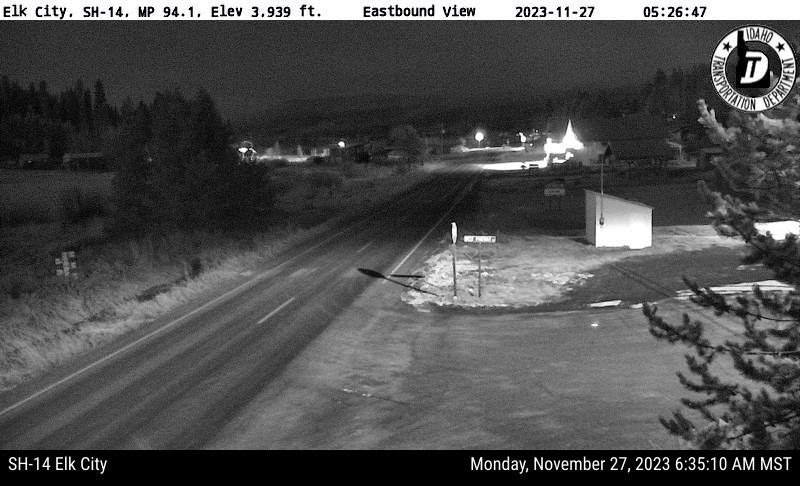 Elk City, SH-14, MP 94.1, Elev 3,939 ft. Eastbound View 2023-11-27 05:26:47
IDAHO
TRANSPORTATION DEPARTMENT
SH-14 Elk City Monday, November 27, 2023 6:35:10 AM MST